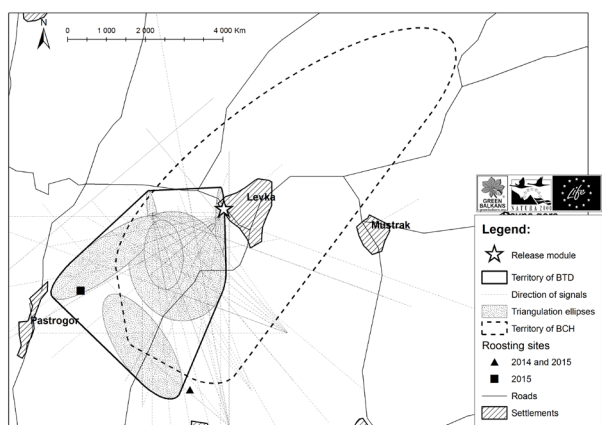 N
0 1 000 2 000 4 000 Km
Levka
Mustrak
Pastrogor
GREEN
BALKANS
NATURA 2000
Life
Legend:
Release module
Territory of BTD
Direction of signals
Triangulation ellipses
Territory of BCH
Roosting sites
2014 and 2015
2015
Roads
Settlements